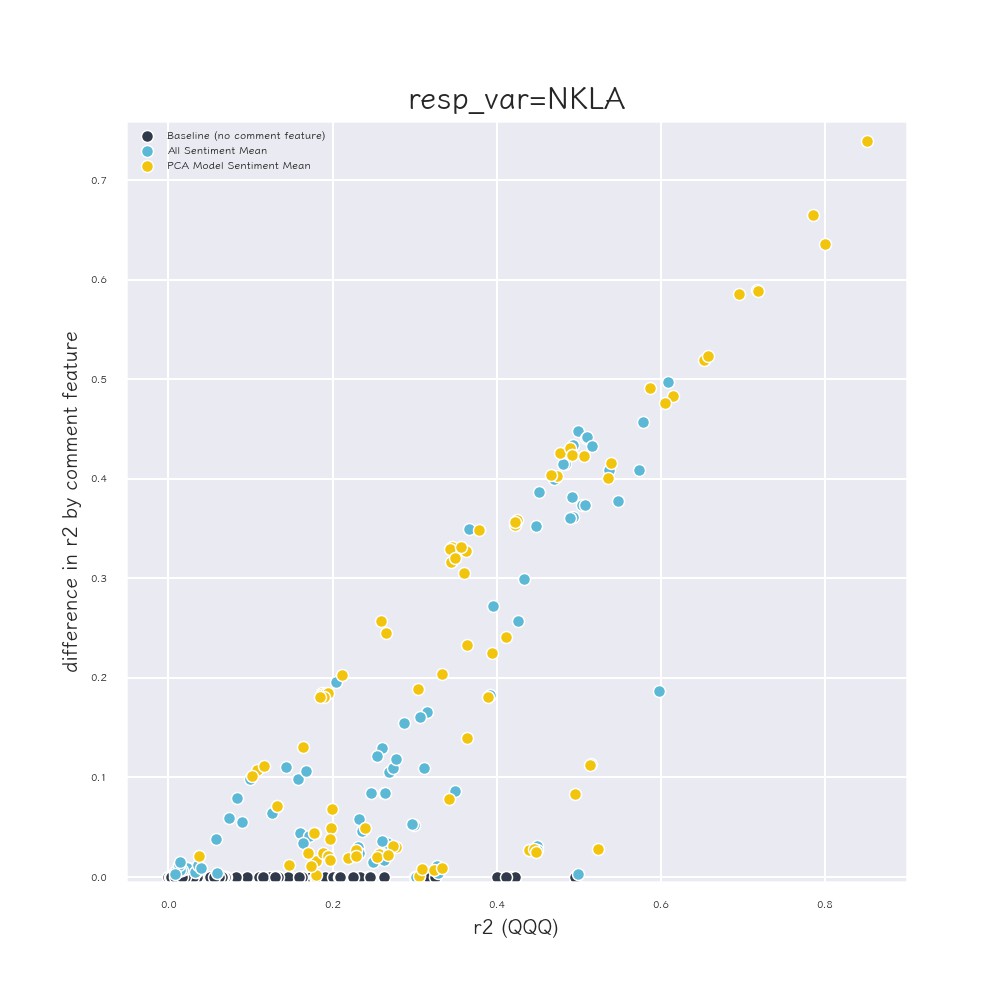 resp_var=NKLA
Baseline (no comment feature)
All Sentiment Mean
PCA Model Sentiment Mean
0.7
0.6
0.5
0.4
0.3
0.2
0.1
0.0
difference in r2 by comment feature
0.0 0.2 0.4 0.6 0.8
r2 (QQQ)